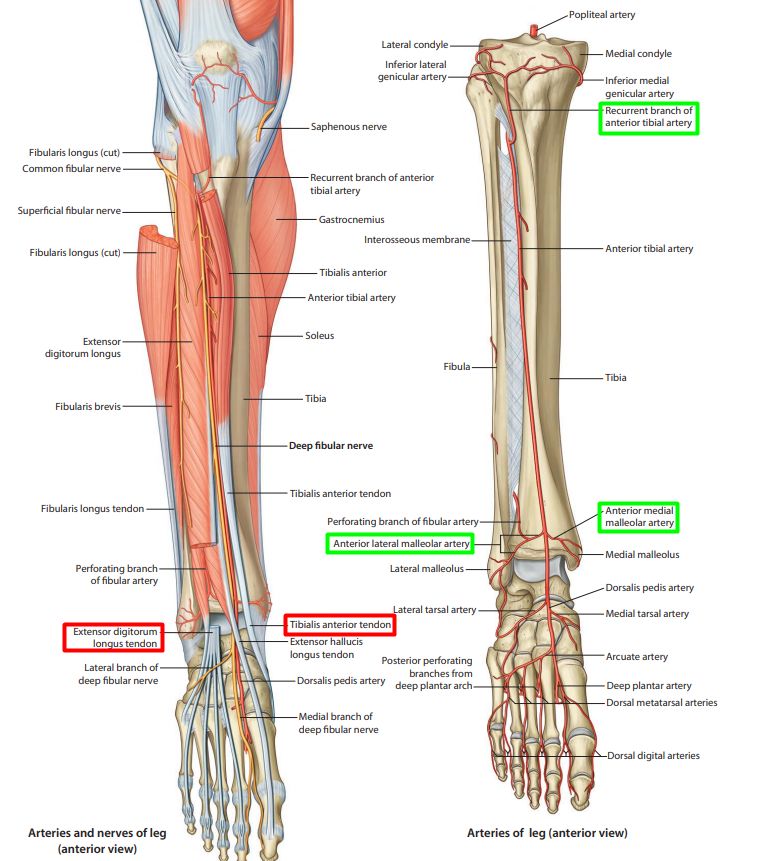 Saphenous nerve
Fibularis longus (cut)
Common fibular nerve
Recurrent branch of anterior
tibial artery
Superficial fibular nerve
Gastrocnemius
Fibularis longus (cut)
Tibialis anterior
Anterior tibial artery
Extensor
digitorum longus
Soleus
Tibia
Fibularis brevis
Deep fibular nerve
Tibialis anterior tendon
Fibularis longus tendon
Perforating branch
of fibular artery
Extensor digitorum
longus tendon
Tibialis anterior tendon
Extensor hallucis
longus tendon
Lateral branch of
deep fibular nerve
Dorsalis pedis artery
Medial branch of
deep fibular nerve
Arteries and nerves of leg
(anterior view)
Popliteal artery
Lateral condyle
Medial condyle
Inferior lateral
genicular artery
Inferior medial
genicular artery
Recurrent branch of
anterior tibial artery
Interosseous membrane
Anterior tibial artery
Fibula
Tibia
Perforating branch of fibular artery
Anterior medial
malleolar artery
Anterior lateral malleolar artery
Medial malleolus
Lateral malleolus
Dorsalis pedis artery
Lateral tarsal artery
Medial tarsal artery
Arcuate artery
Posterior perforating
branches from
deep plantar arch
Deep plantar artery
Dorsal metatarsal arteries
Dorsal digital arteries
Arteries of leg (anterior view)